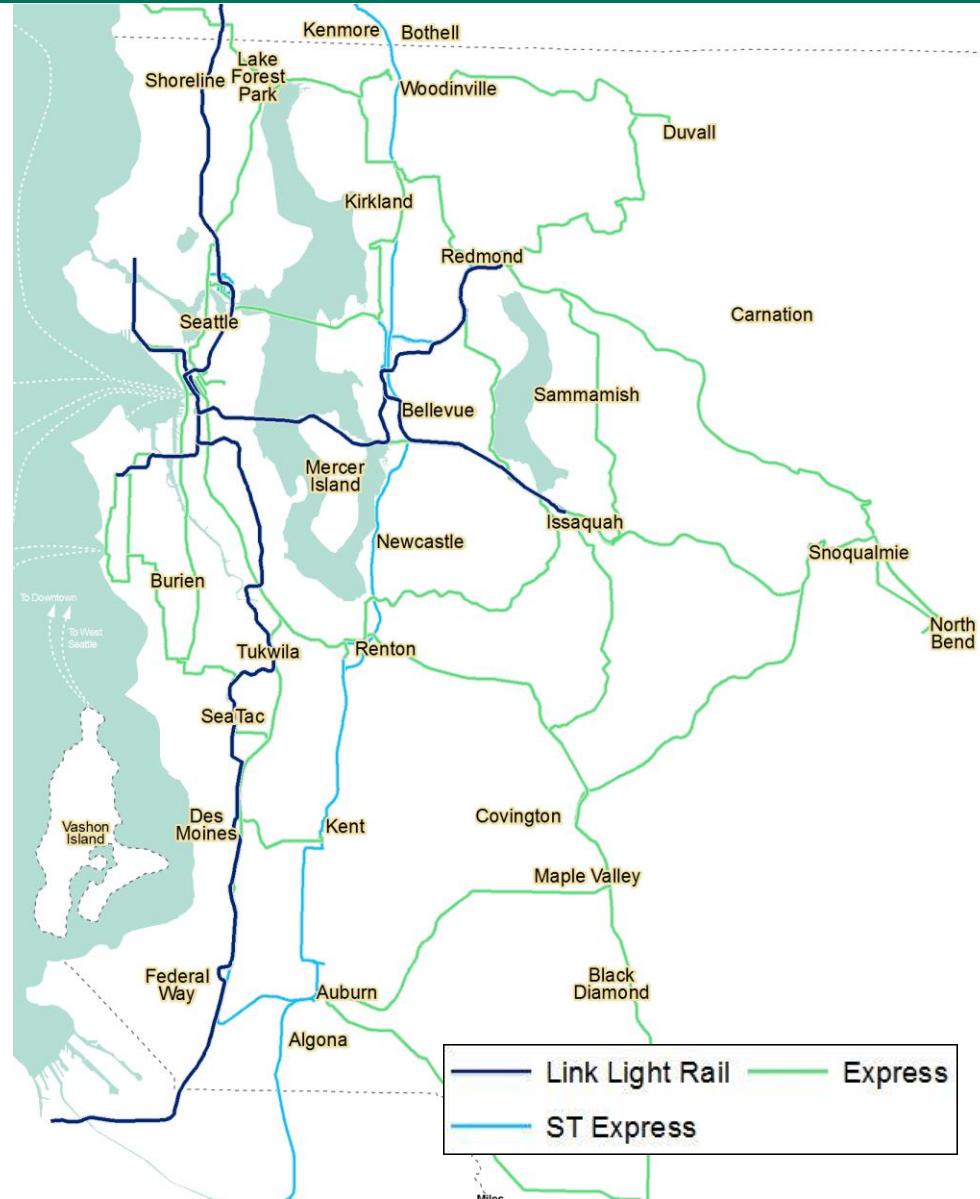 Kenmore
Bothell
Shoreline
Lake
Forest
Park
Woodinville
Duvall
Kirkland
Redmond
Seattle
Carnation
Sammamish
Bellevue
Mercer
Island
Issaquah
Newcastle
Snoqualmie
Burien
To Downtown
To West
Seattle
North
Bend
Tukwila
Renton
SeaTac
Des
Moines
Kent
Covington
Vashon
Island
Maple Valley
Federal
Way
Auburn
Black
Diamond
Algona
Link Light Rail
Express
ST Express
Miles